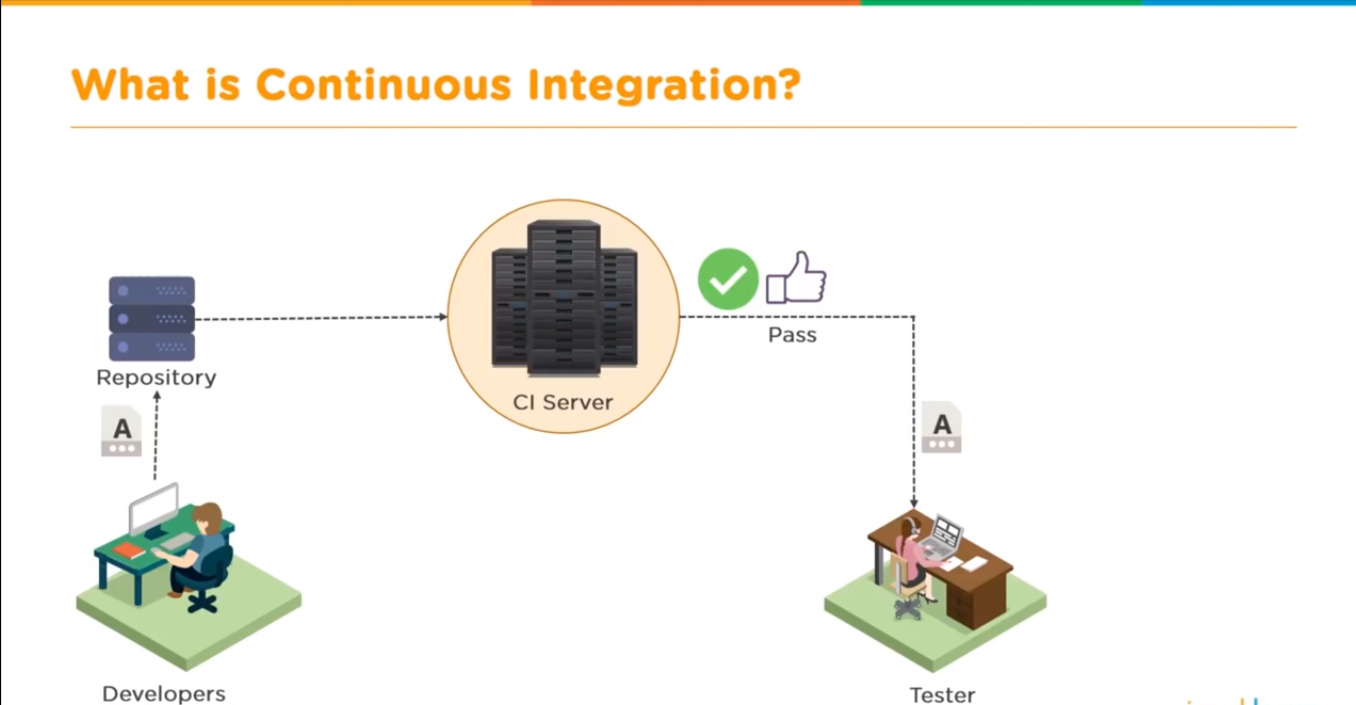 What is Continuous Integration?
Pass
Repository
CI Server
A
A
Developers
Tester